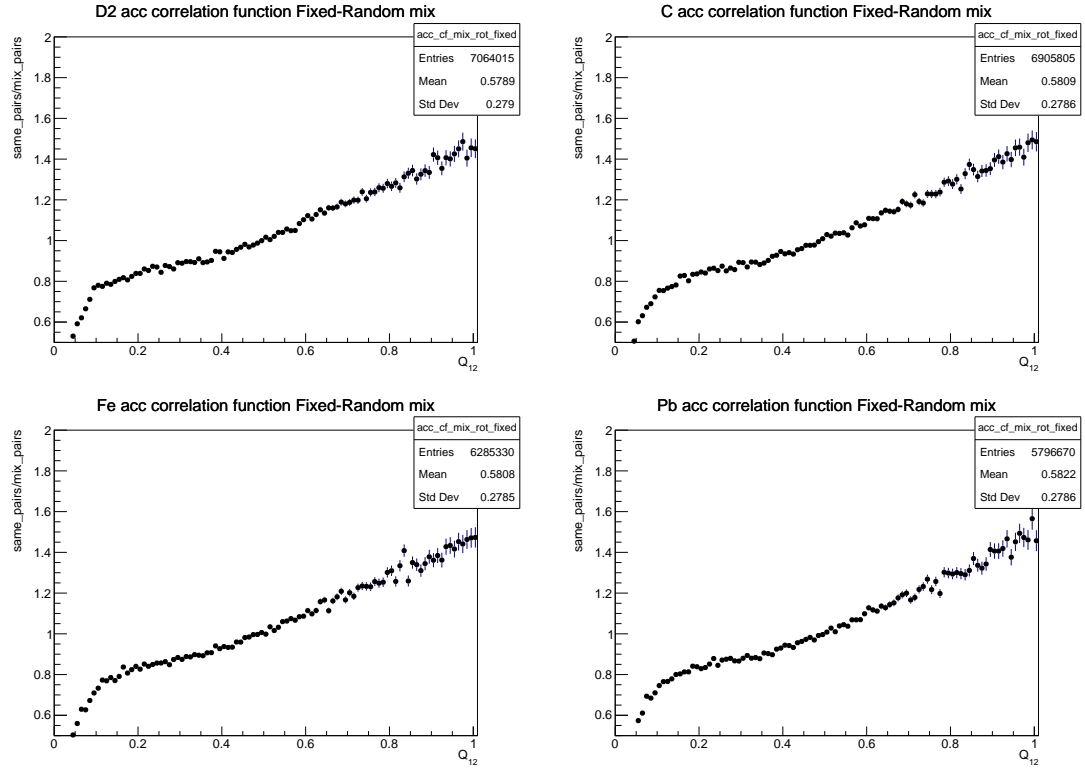 D2 acc correlation function Fixed-Random mix
same_pairs/mix_pairs
acc_cf_mix_rot_fixed
Entries 7064015
Mean 0.5789
Std Dev 0.279
2
1.8
1.6
1.4
1.2
1
0.8
0.6
0 0.2 0.4 0.6 0.8 1
Q12
C acc correlation function Fixed-Random mix
same_pairs/mix_pairs
acc_cf_mix_rot_fixed
Entries 6905805
Mean 0.5809
Std Dev 0.2786
2
1.8
1.6
1.4
1.2
1
0.8
0.6
0 0.2 0.4 0.6 0.8 1
Q12
Fe acc correlation function Fixed-Random mix
same_pairs/mix_pairs
acc_cf_mix_rot_fixed
Entries 6285330
Mean 0.5808
Std Dev 0.2785
2
1.8
1.6
1.4
1.2
1
0.8
0.6
0 0.2 0.4 0.6 0.8 1
Q12
Pb acc correlation function Fixed-Random mix
same_pairs/mix_pairs
acc_cf_mix_rot_fixed
Entries 5796670
Mean 0.5822
Std Dev 0.2786
2
1.8
1.6
1.4
1.2
1
0.8
0.6
0 0.2 0.4 0.6 0.8 1
Q12